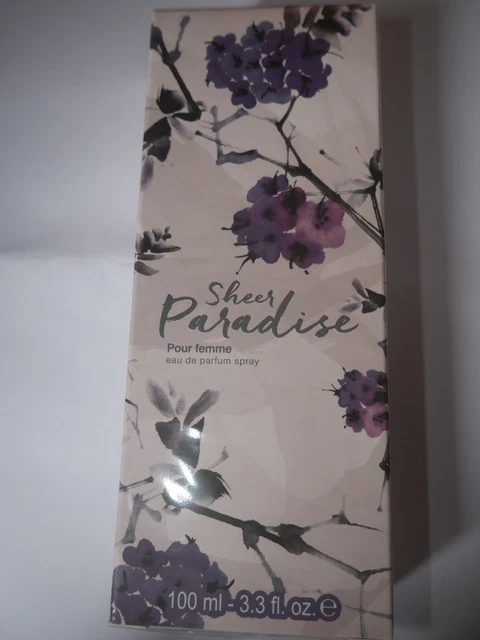 Sheer
Paradise
Pour femme
eau de parfum spray
100 ml - 3.3 fl. oz. ℮